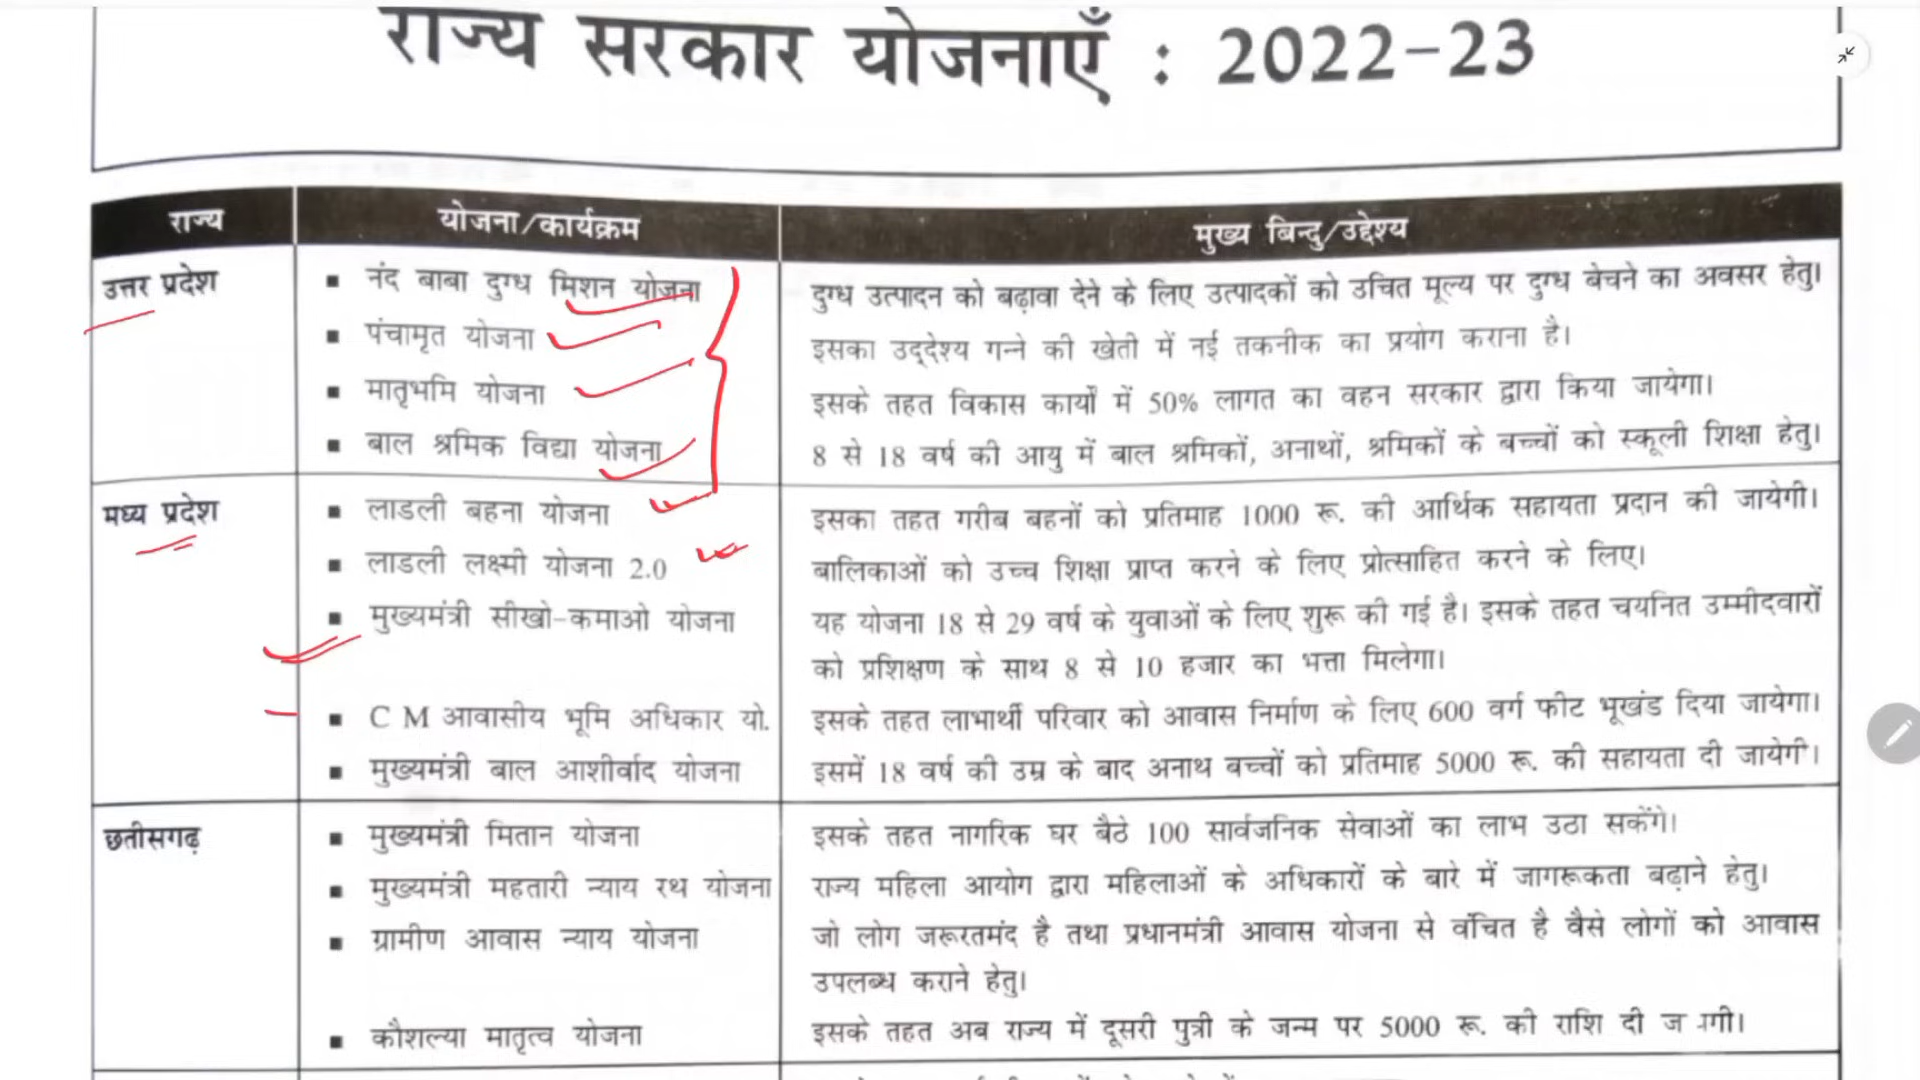 राज्य सरकार योजनाएँ : 2022-23
राज्य योजना/कार्यक्रम मुख्य बिन्दु/उद्देश्य
उत्तर प्रदेश ▪ नंद बाबा दुग्ध मिशन योजना दुग्ध उत्पादन को बढ़ावा देने के लिए उत्पादकों को उचित मूल्य पर दुग्ध बेचने का अवसर हेतु।
▪ पंचामृत योजना इसका उद्देश्य गन्ने की खेती में नई तकनीक का प्रयोग कराना है।
▪ मातृभमि योजना इसके तहत विकास कार्यों में 50% लागत का वहन सरकार द्वारा किया जायेगा।
▪ बाल श्रमिक विद्या योजना 8 से 18 वर्ष की आयु में बाल श्रमिकों, अनाथों, श्रमिकों के बच्चों को स्कूली शिक्षा हेतु।
मध्य प्रदेश ▪ लाडली बहना योजना इसका तहत गरीब बहनों को प्रतिमाह 1000 रू. की आर्थिक सहायता प्रदान की जायेगी।
▪ लाडली लक्ष्मी योजना 2.0 बालिकाओं को उच्च शिक्षा प्राप्त करने के लिए प्रोत्साहित करने के लिए।
▪ मुख्यमंत्री सीखो-कमाओ योजना यह योजना 18 से 29 वर्ष के युवाओं के लिए शुरू की गई है। इसके तहत चयनित उम्मीदवारों
को प्रशिक्षण के साथ 8 से 10 हजार का भत्ता मिलेगा।
▪ C M आवासीय भूमि अधिकार यो. इसके तहत लाभार्थी परिवार को आवास निर्माण के लिए 600 वर्ग फीट भूखंड दिया जायेगा।
▪ मुख्यमंत्री बाल आशीर्वाद योजना इसमें 18 वर्ष की उम्र के बाद अनाथ बच्चों को प्रतिमाह 5000 रू. की सहायता दी जायेगी।
छतीसगढ़ ▪ मुख्यमंत्री मितान योजना इसके तहत नागरिक घर बैठे 100 सार्वजनिक सेवाओं का लाभ उठा सकेंगे।
▪ मुख्यमंत्री महतारी न्याय रथ योजना राज्य महिला आयोग द्वारा महिलाओं के अधिकारों के बारे में जागरूकता बढ़ाने हेतु।
▪ ग्रामीण आवास न्याय योजना जो लोग जरूरतमंद है तथा प्रधानमंत्री आवास योजना से वंचित है वैसे लोगों को आवास
उपलब्ध कराने हेतु।
▪ कौशल्या मातृत्व योजना इसके तहत अब राज्य में दूसरी पुत्री के जन्म पर 5000 रू. की राशि दी